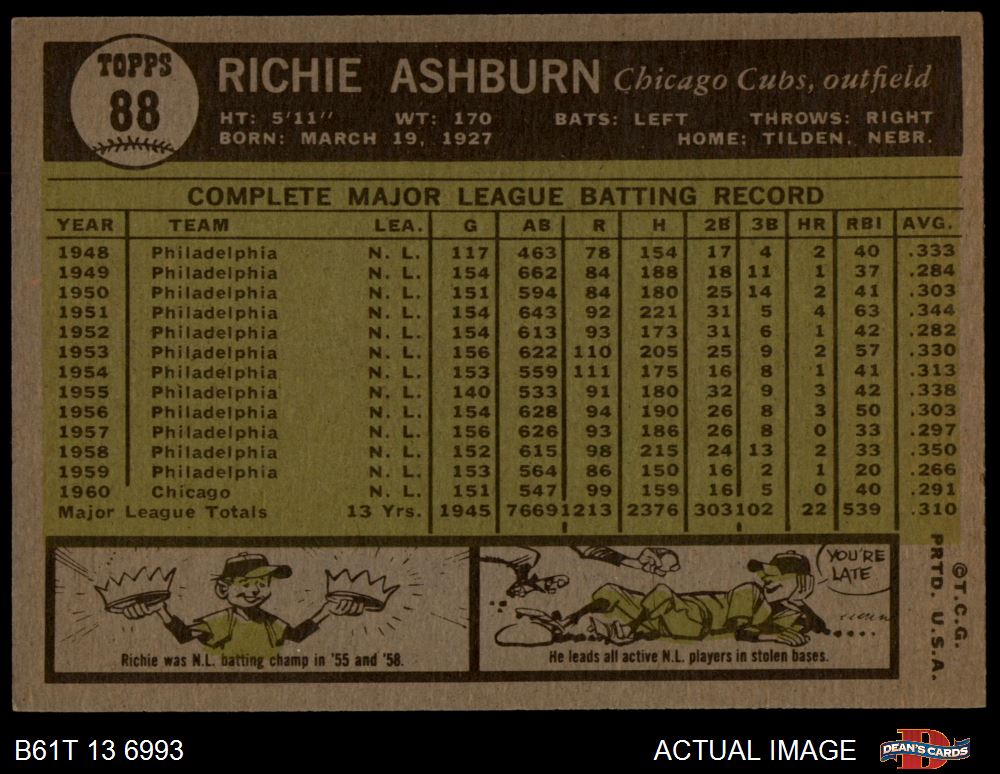 TOPPS
88
RICHIE ASHBURN Chicago Cubs, outfield
HT: 5'11" WT: 170 BATS: LEFT THROWS: RIGHT
BORN: MARCH 19, 1927 HOME: TILDEN, NEBR.
COMPLETE MAJOR LEAGUE BATTING RECORD
YEAR TEAM LEA. G AB R H 2B 3B HR RBI AVG.
1948 Philadelphia N. L. 117 463 78 154 17 4 2 40 .333
1949 Philadelphia N. L. 154 662 84 188 18 11 1 37 .284
1950 Philadelphia N. L. 151 594 84 180 25 14 2 41 .303
1951 Philadelphia N. L. 154 643 92 221 31 5 4 63 .344
1952 Philadelphia N. L. 154 613 93 173 31 6 1 42 .282
1953 Philadelphia N. L. 156 622 110 205 25 9 2 57 .330
1954 Philadelphia N. L. 153 559 111 175 16 8 1 41 .313
1955 Philadelphia N. L. 140 533 91 180 32 9 3 42 .338
1956 Philadelphia N. L. 154 628 94 190 26 8 3 50 .303
1957 Philadelphia N. L. 156 626 93 186 26 8 0 33 .297
1958 Philadelphia N. L. 152 615 98 215 24 13 2 33 .350
1959 Philadelphia N. L. 153 564 86 150 16 2 1 20 .266
1960 Chicago N. L. 151 547 99 159 16 5 0 40 .291
Major League Totals 13 Yrs. 1945 7669 1213 2376 303 102 22 539 .310
YOU'RE
LATE
Richie was N.L. batting champ in '55 and '58.
He leads all active N.L. players in stolen bases.
©T.C.G.
PRTD. U.S.A.
B61T 13 6993
ACTUAL IMAGE
DEAN'S CARDS